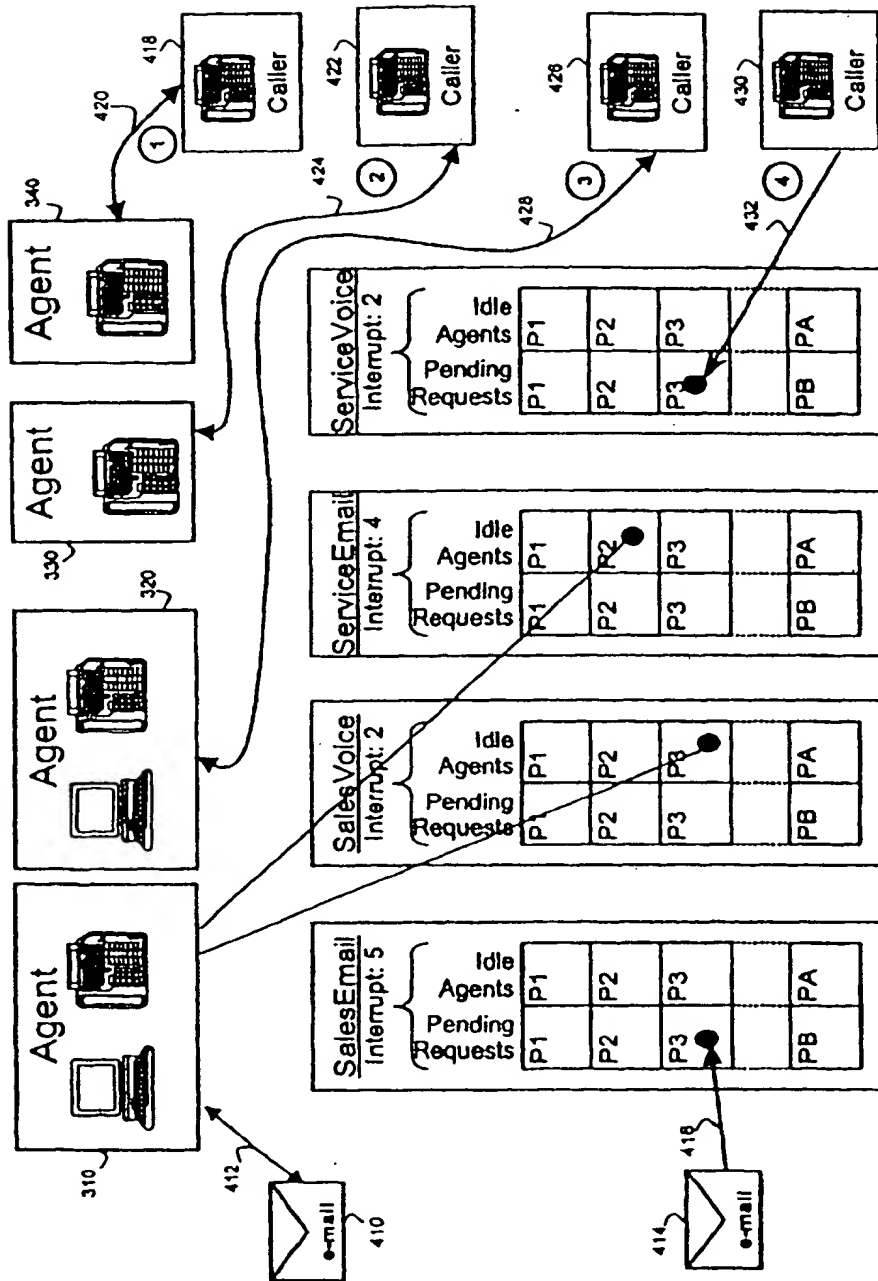 310
Agent
320
Agent
330
Agent
340
Agent
412
410
e-mail
420
1
418
Caller
424
2
422
Caller
428
3
426
Caller
432
4
430
Caller
414
e-mail
418
SalesEmail
Interrupt: 5
Pending Requests
Idle Agents
P1 P1
P2 P2
P3 P3
PB PA
SalesVoice
Interrupt: 2
Pending Requests
Idle Agents
P1 P1
P2 P2
P3 P3
PB PA
ServiceEmail
Interrupt: 4
Pending Requests
Idle Agents
P1 P1
P2 P2
P3 P3
PB PA
ServiceVoice
Interrupt: 2
Pending Requests
Idle Agents
P1 P1
P2 P2
P3 P3
PB PA